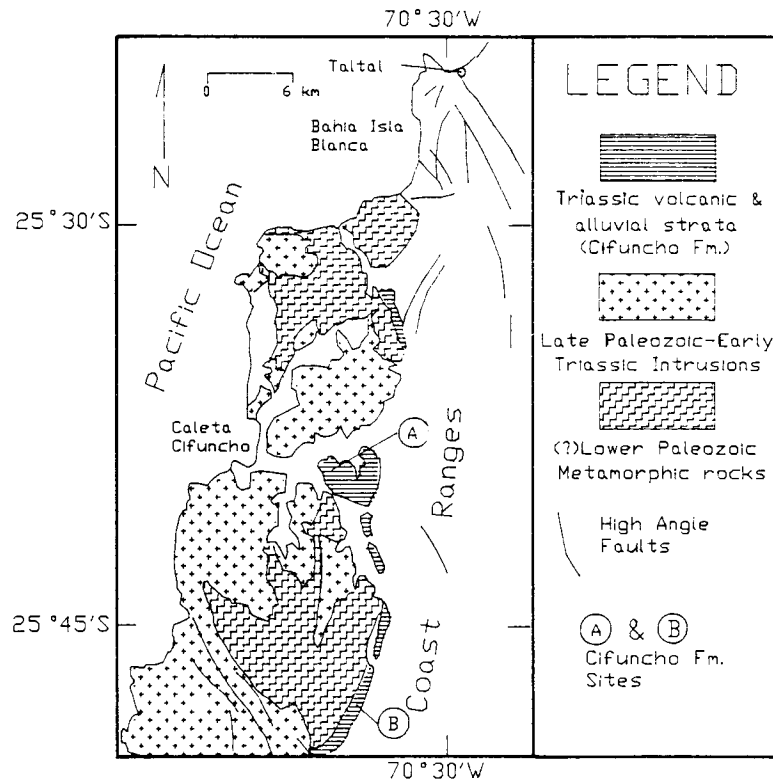 70°30'W
Taltal
0 6 km
N
Bahia Isla
Blanca
25°30'S
Pacific Ocean
Caleta
Cifuncho
A
Coast Ranges
25°45'S
B
70°30'W
LEGEND
Triassic volcanic &
alluvial strata
(Cifuncho Fm.)
Late Paleozoic-Early
Triassic Intrusions
(?)Lower Paleozoic
Metamorphic rocks
High Angle
Faults
A & B
Cifuncho Fm.
Sites